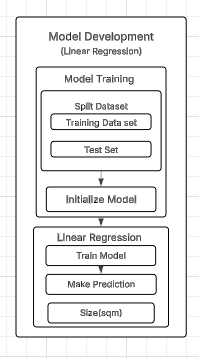 Model Development
(Linear Regression)
Model Training
Split Dataset
Training Data set
Test Set
Initialize Model
Linear Regression
Train Model
Make Prediction
Size(sqm)